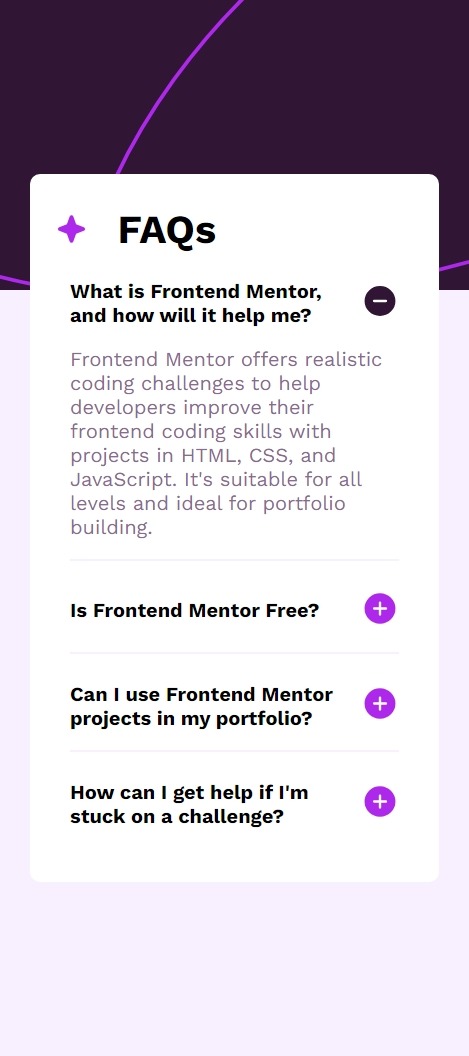 FAQs
What is Frontend Mentor,
and how will it help me?
Frontend Mentor offers realistic
coding challenges to help
developers improve their
frontend coding skills with
projects in HTML, CSS, and
JavaScript. It's suitable for all
levels and ideal for portfolio
building.
Is Frontend Mentor Free?
Can I use Frontend Mentor
projects in my portfolio?
How can I get help if I'm
stuck on a challenge?